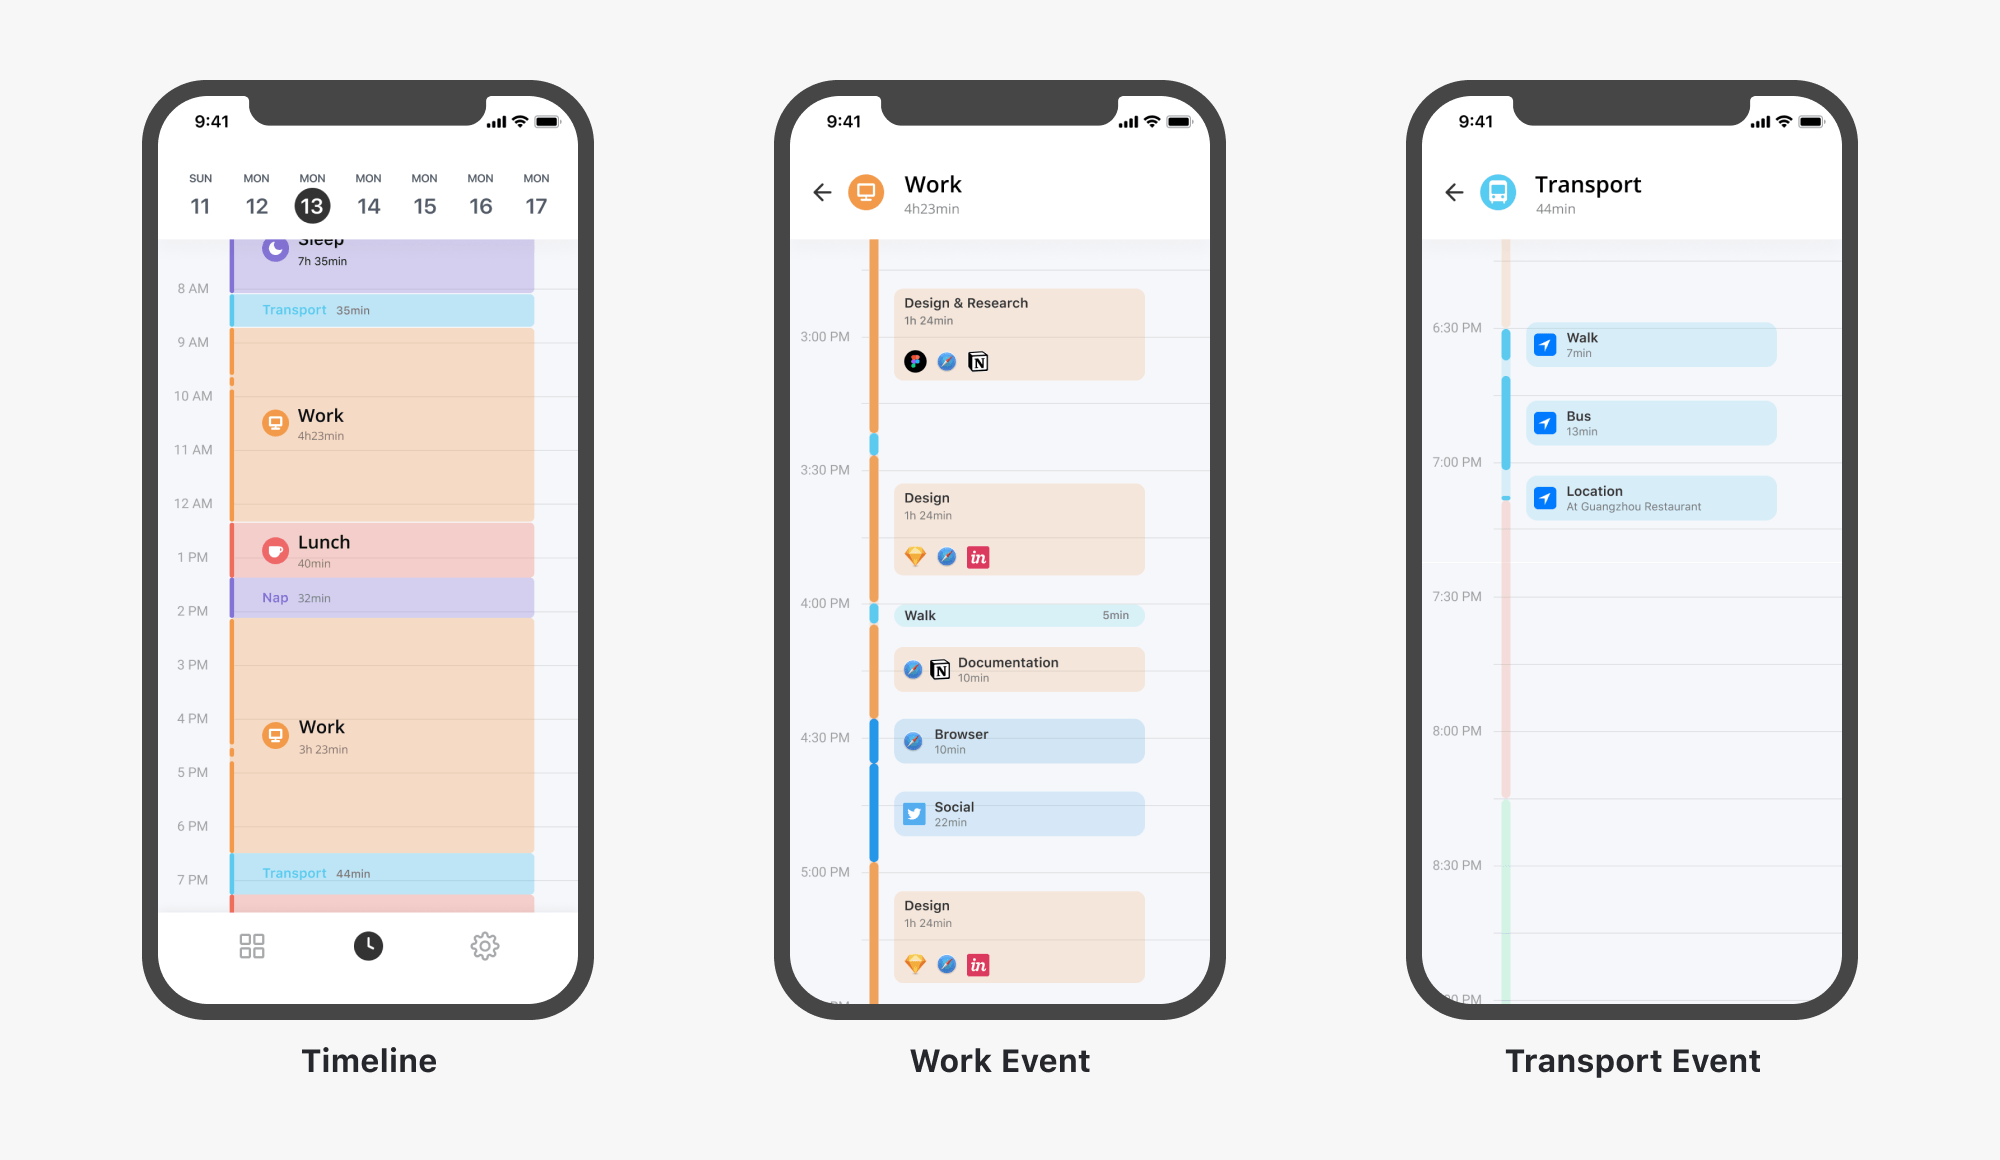 9:41
SUN MON MON MON MON MON MON
11 12 13 14 15 16 17
Sleep
7h 35min
8 AM
Transport 35min
9 AM
10 AM
Work
4h23min
11 AM
12 AM
Lunch
40min
1 PM
Nap 32min
2 PM
3 PM
4 PM
Work
3h 23min
5 PM
6 PM
Transport 44min
7 PM
Timeline
9:41
Work
4h23min
Design & Research
1h 24min
3:00 PM
N
3:30 PM
Design
1h 24min
in
4:00 PM
Walk 5min
N
Documentation
10min
4:30 PM
Browser
10min
Social
22min
5:00 PM
Design
1h 24min
in
PM
Work Event
9:41
Transport
44min
6:30 PM
Walk
7min
Bus
13min
7:00 PM
Location
At Guangzhou Restaurant
7:30 PM
8:00 PM
8:30 PM
PM
Transport Event